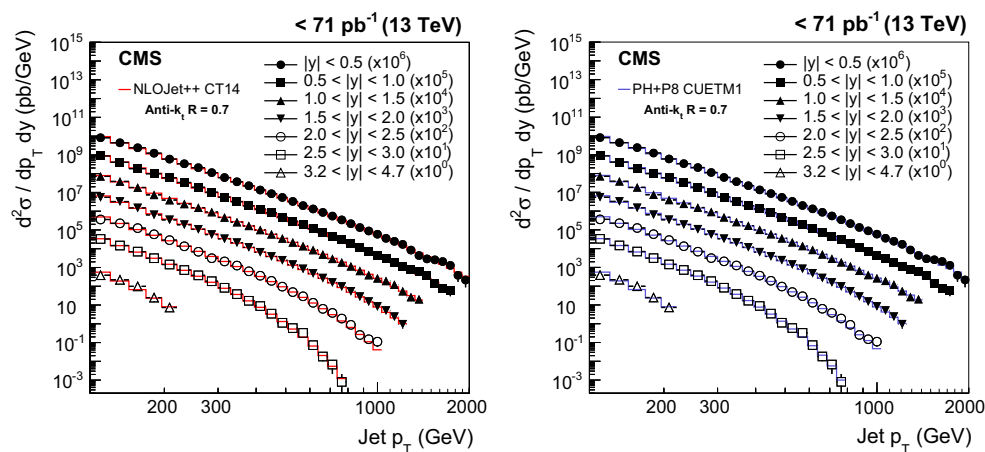 < 71 pb⁻¹ (13 TeV)
d²σ / dp_T dy (pb/GeV)
10¹⁵
10¹³
10¹¹
10⁹
10⁷
10⁵
10³
10
10⁻¹
10⁻³
CMS
NLOJet++ CT14
Anti-k_t R = 0.7
|y| < 0.5 (x10⁶)
0.5 < |y| < 1.0 (x10⁵)
1.0 < |y| < 1.5 (x10⁴)
1.5 < |y| < 2.0 (x10³)
2.0 < |y| < 2.5 (x10²)
2.5 < |y| < 3.0 (x10¹)
3.2 < |y| < 4.7 (x10⁰)
200 300 1000 2000
Jet p_T (GeV)
< 71 pb⁻¹ (13 TeV)
d²σ / dp_T dy (pb/GeV)
10¹⁵
10¹³
10¹¹
10⁹
10⁷
10⁵
10³
10
10⁻¹
10⁻³
CMS
PH+P8 CUETM1
Anti-k_t R = 0.7
|y| < 0.5 (x10⁶)
0.5 < |y| < 1.0 (x10⁵)
1.0 < |y| < 1.5 (x10⁴)
1.5 < |y| < 2.0 (x10³)
2.0 < |y| < 2.5 (x10²)
2.5 < |y| < 3.0 (x10¹)
3.2 < |y| < 4.7 (x10⁰)
200 300 1000 2000
Jet p_T (GeV)